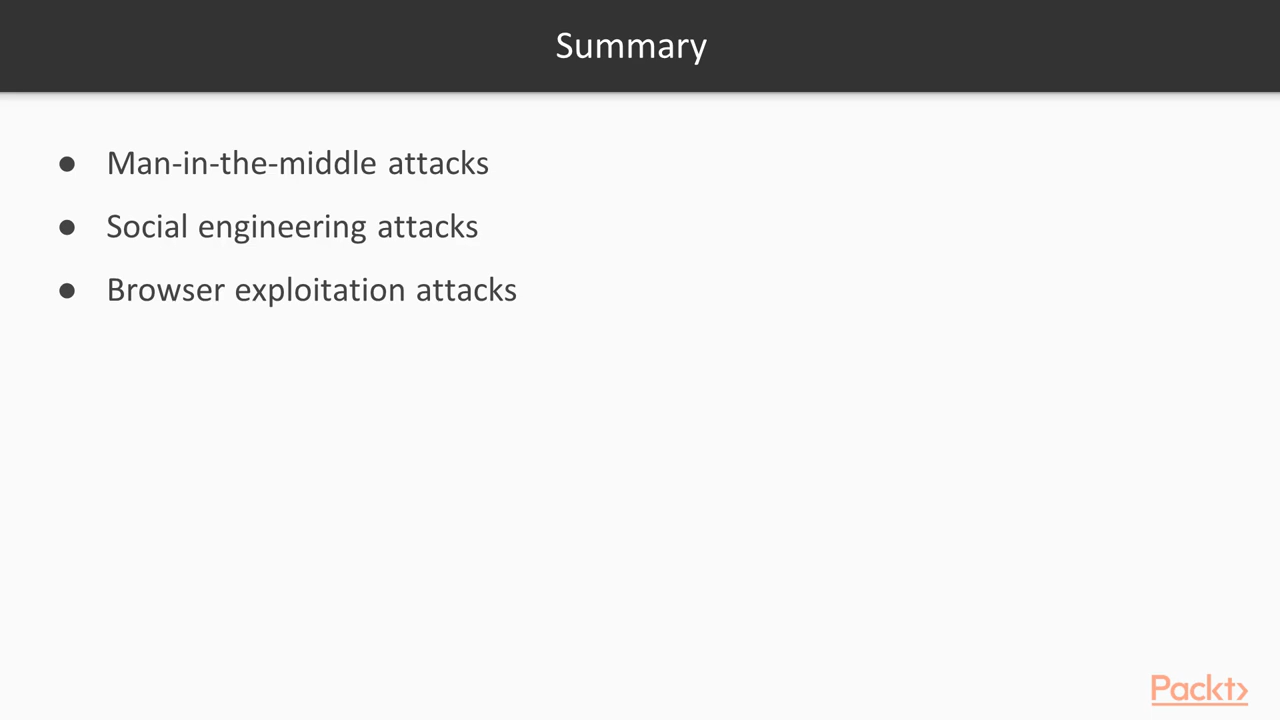 Summary
● Man-in-the-middle attacks
● Social engineering attacks
● Browser exploitation attacks
Packt>